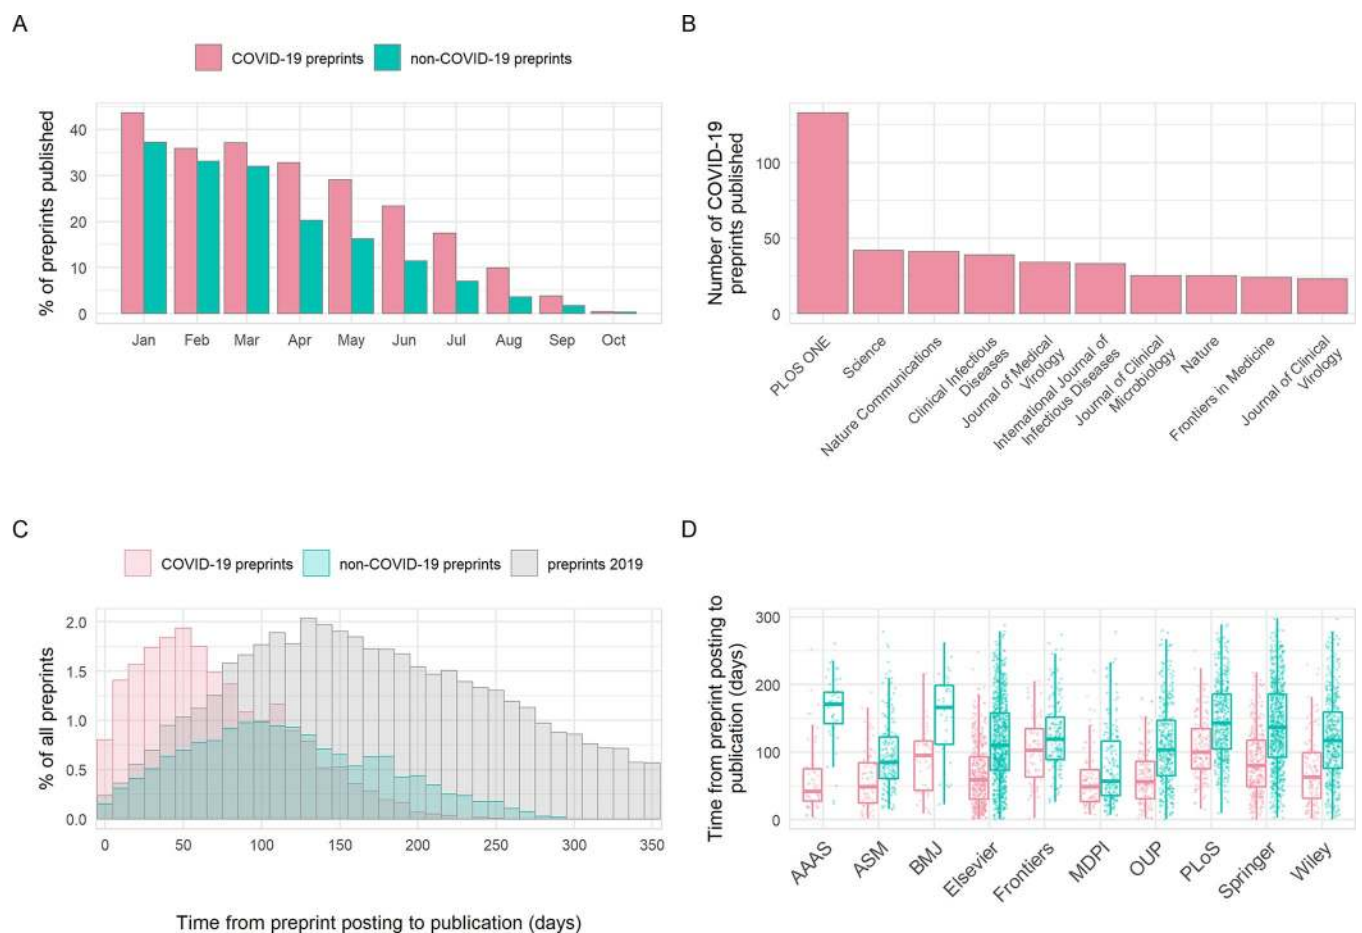 A
COVID-19 preprints
non-COVID-19 preprints
% of preprints published
40
30
20
10
0
Jan
Feb
Mar
Apr
May
Jun
Jul
Aug
Sep
Oct
B
Number of COVID-19
preprints published
100
50
0
PLOS ONE
Science
Nature Communications
Clinical Infectious
Diseases
Journal of Medical
Virology
International Journal of
Infectious Diseases
Journal of Clinical
Microbiology
Nature
Frontiers in Medicine
Journal of Clinical
Virology
C
COVID-19 preprints
non-COVID-19 preprints
preprints 2019
% of all preprints
2.0
1.5
1.0
0.5
0.0
0
50
100
150
200
250
300
350
Time from preprint posting to publication (days)
D
Time from preprint posting to
publication (days)
300
200
100
0
AAAS
ASM
BMJ
Elsevier
Frontiers
MDPI
OUP
PLoS
Springer
Wiley